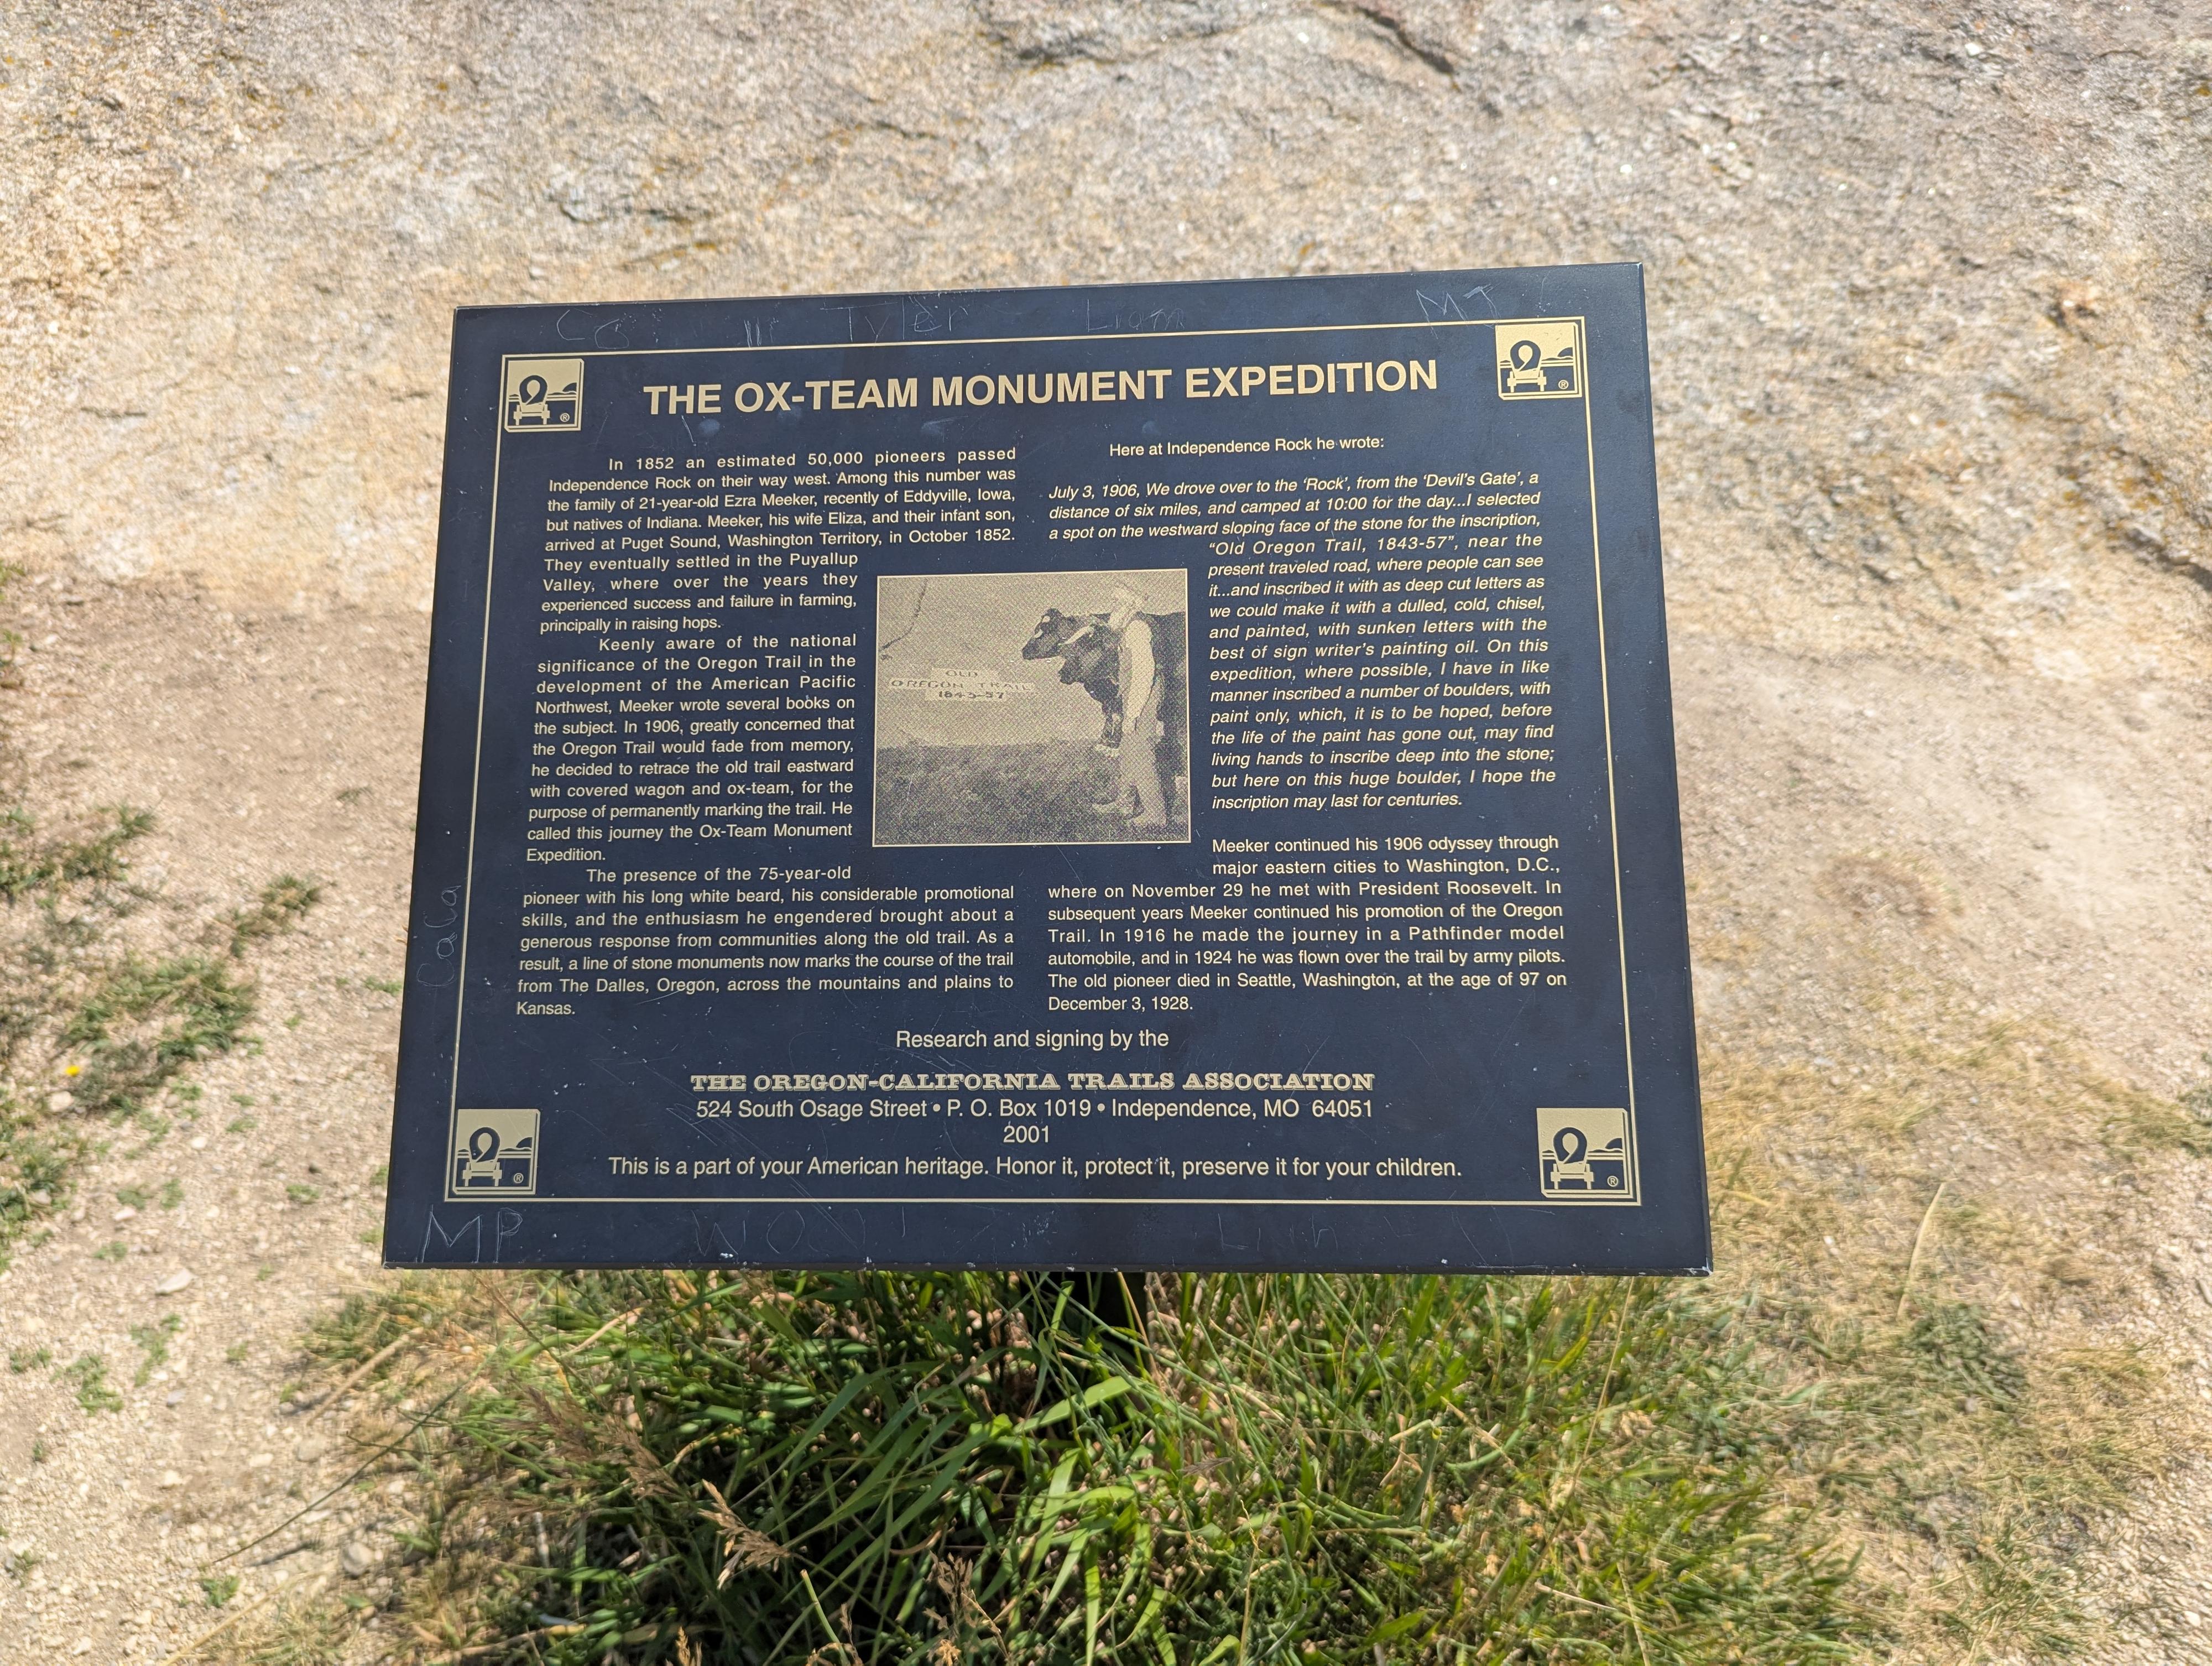 Tyler
Liam
MJ
THE OX-TEAM MONUMENT EXPEDITION
In 1852 an estimated 50,000 pioneers passed
Independence Rock on their way west. Among this number was
the family of 21-year-old Ezra Meeker, recently of Eddyville, Iowa,
but natives of Indiana. Meeker, his wife Eliza, and their infant son,
arrived at Puget Sound, Washington Territory, in October 1852.
They eventually settled in the Puyallup
Valley, where over the years they
experienced success and failure in farming,
principally in raising hops.
Keenly aware of the national
significance of the Oregon Trail in the
development of the American Pacific
Northwest, Meeker wrote several books on
the subject. In 1906, greatly concerned that
the Oregon Trail would fade from memory,
he decided to retrace the old trail eastward
with covered wagon and ox-team, for the
purpose of permanently marking the trail. He
called this journey the Ox-Team Monument
Expedition.
The presence of the 75-year-old
pioneer with his long white beard, his considerable promotional
skills, and the enthusiasm he engendered brought about a
generous response from communities along the old trail. As a
result, a line of stone monuments now marks the course of the trail
from The Dalles, Oregon, across the mountains and plains to
Kansas.
OLD
OREGON TRAIL
1843-57
Here at Independence Rock he wrote:
July 3, 1906, We drove over to the ‘Rock’, from the ‘Devil’s Gate’, a
distance of six miles, and camped at 10:00 for the day...I selected
a spot on the westward sloping face of the stone for the inscription,
“Old Oregon Trail, 1843-57”, near the
present traveled road, where people can see
it...and inscribed it with as deep cut letters as
we could make it with a dulled, cold, chisel,
and painted, with sunken letters with the
best of sign writer’s painting oil. On this
expedition, where possible, I have in like
manner inscribed a number of boulders, with
paint only, which, it is to be hoped, before
the life of the paint has gone out, may find
living hands to inscribe deep into the stone;
but here on this huge boulder, I hope the
inscription may last for centuries.
Meeker continued his 1906 odyssey through
major eastern cities to Washington, D.C.,
where on November 29 he met with President Roosevelt. In
subsequent years Meeker continued his promotion of the Oregon
Trail. In 1916 he made the journey in a Pathfinder model
automobile, and in 1924 he was flown over the trail by army pilots.
The old pioneer died in Seattle, Washington, at the age of 97 on
December 3, 1928.
Research and signing by the
THE OREGON-CALIFORNIA TRAILS ASSOCIATION
524 South Osage Street • P. O. Box 1019 • Independence, MO 64051
2001
This is a part of your American heritage. Honor it, protect it, preserve it for your children.
MP